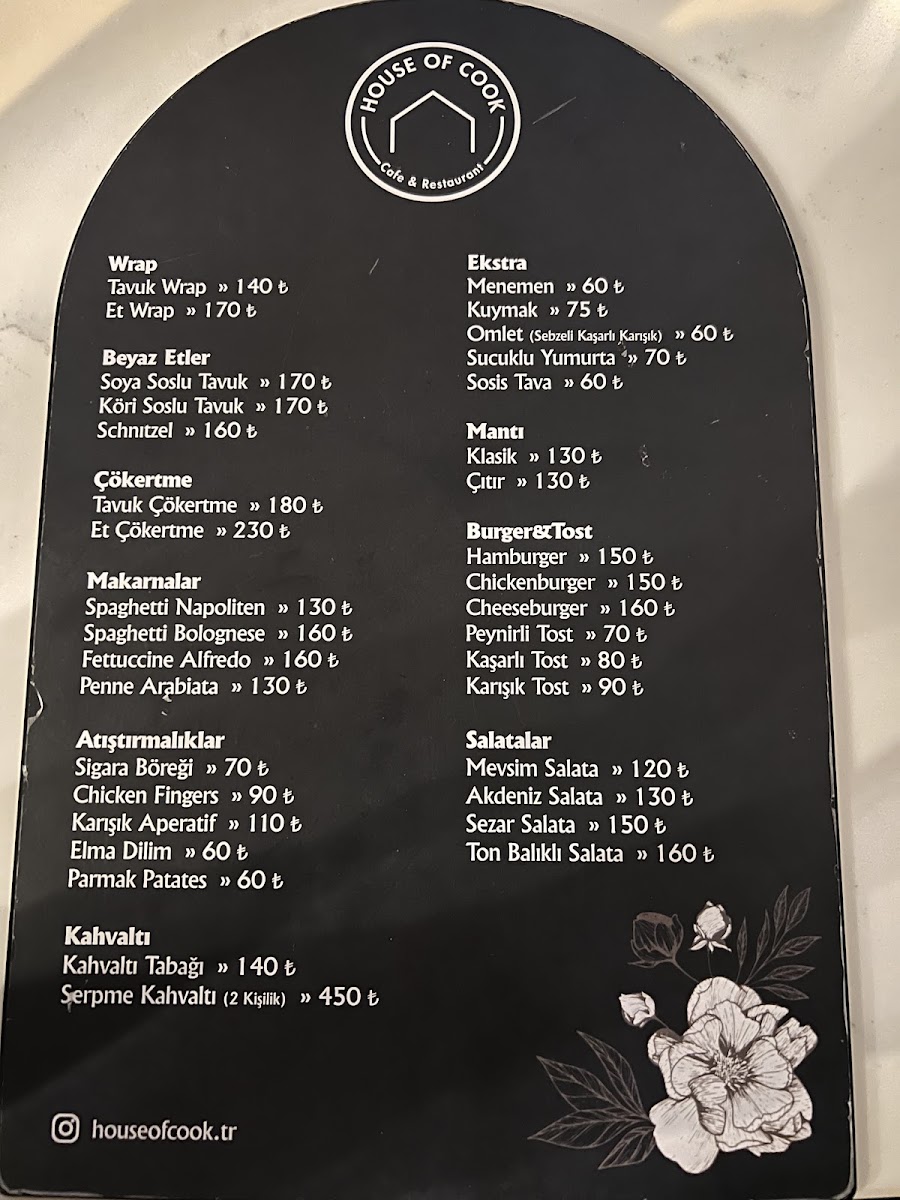 HOUSE OF COOK
Cafe & Restaurant
Wrap
Tavuk Wrap » 140 ₺
Et Wrap » 170 ₺
Beyaz Etler
Soya Soslu Tavuk » 170 ₺
Köri Soslu Tavuk » 170 ₺
Schnıtzel » 160 ₺
Çökertme
Tavuk Çökertme » 180 ₺
Et Çökertme » 230 ₺
Makarnalar
Spaghetti Napoliten » 130 ₺
Spaghetti Bolognese » 160 ₺
Fettuccine Alfredo » 160 ₺
Penne Arabiata » 130 ₺
Atıştırmalıklar
Sigara Böreği » 70 ₺
Chicken Fingers » 90 ₺
Karışık Aperatif » 110 ₺
Elma Dilim » 60 ₺
Parmak Patates » 60 ₺
Kahvaltı
Kahvaltı Tabağı » 140 ₺
Serpme Kahvaltı (2 Kişilik) » 450 ₺
Ekstra
Menemen » 60 ₺
Kuymak » 75 ₺
Omlet (Sebzeli Kaşarlı Karışık) » 60 ₺
Sucuklu Yumurta » 70 ₺
Sosis Tava » 60 ₺
Mantı
Klasik » 130 ₺
Çıtır » 130 ₺
Burger&Tost
Hamburger » 150 ₺
Chickenburger » 150 ₺
Cheeseburger » 160 ₺
Peynirli Tost » 70 ₺
Kaşarlı Tost » 80 ₺
Karışık Tost » 90 ₺
Salatalar
Mevsim Salata » 120 ₺
Akdeniz Salata » 130 ₺
Sezar Salata » 150 ₺
Ton Balıklı Salata » 160 ₺
houseofcook.tr